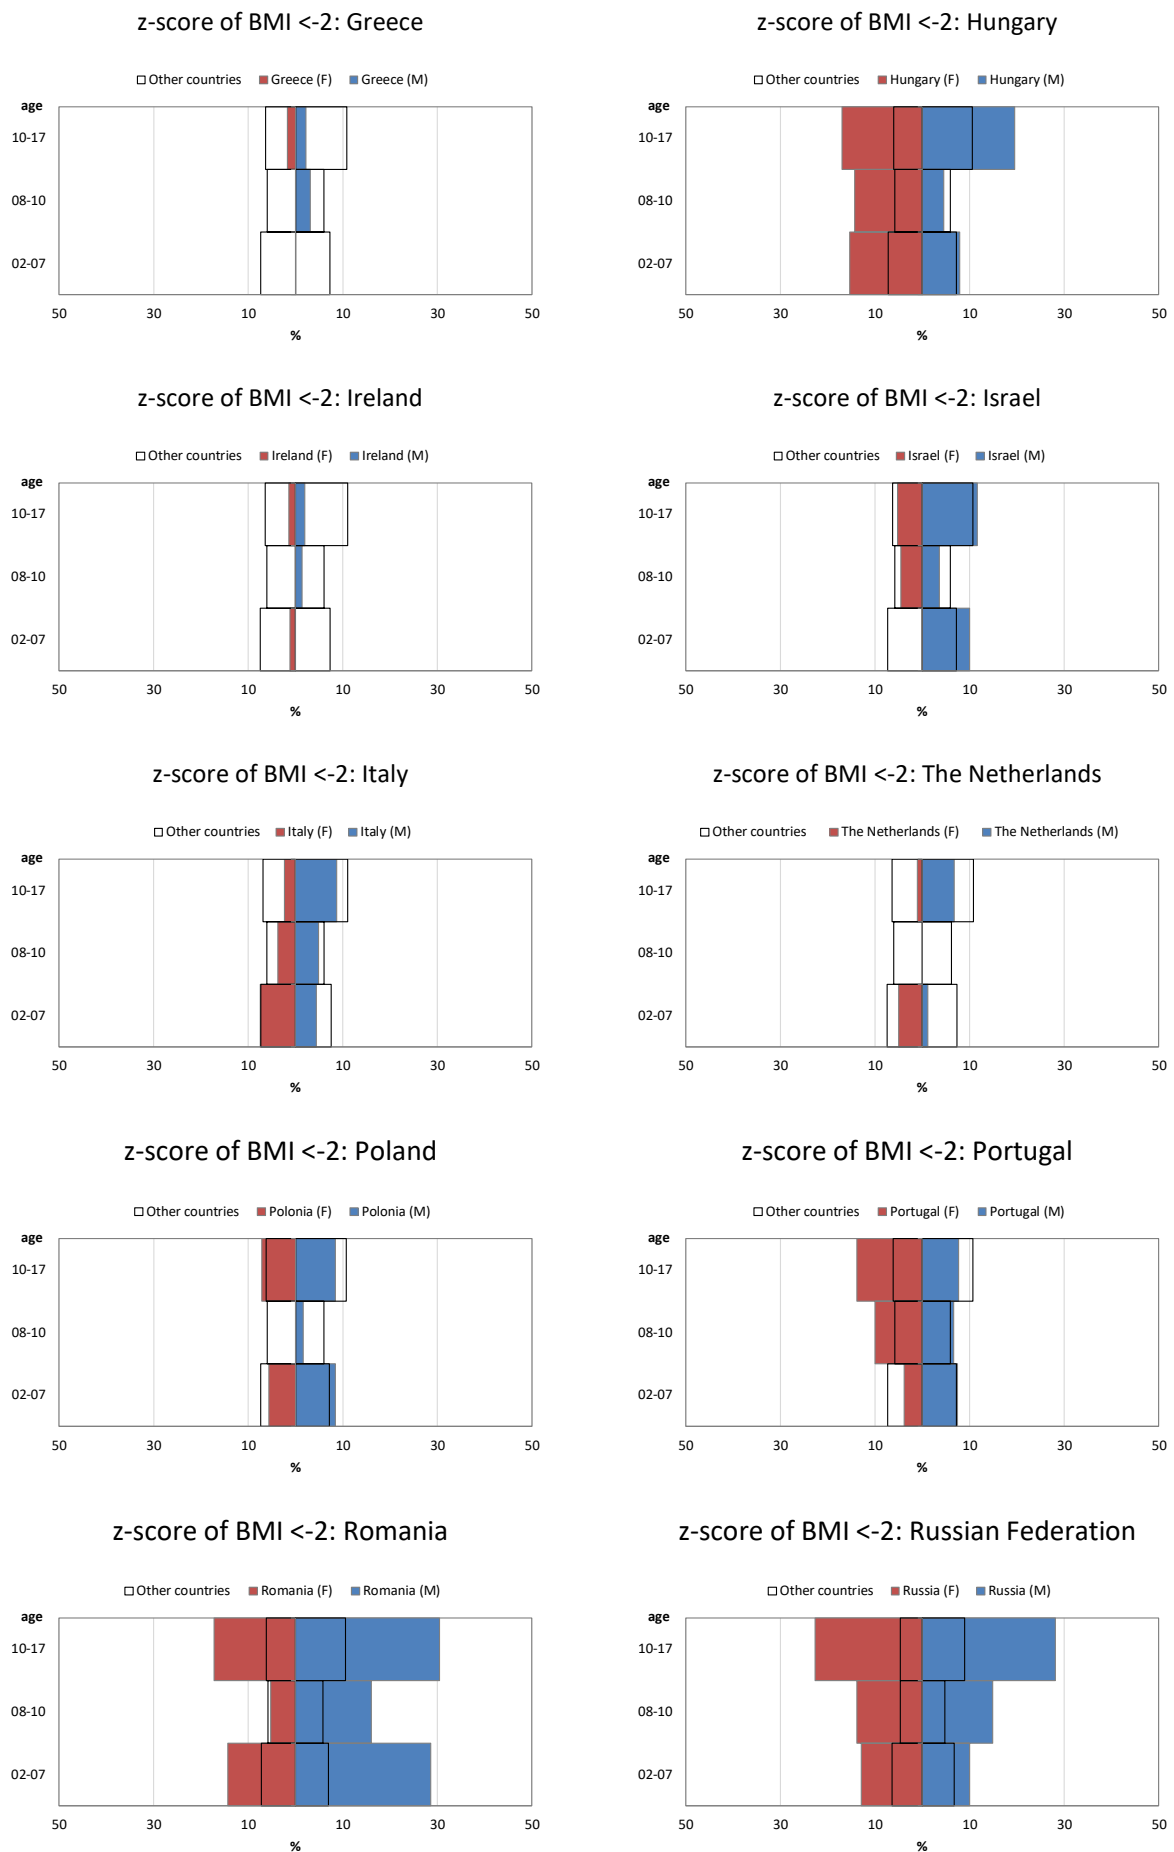 z-score of BMI <-2: Greece
Other countries Greece (F) Greece (M)
age
10-17
08-10
02-07
50 30 10 10 30 50
%
z-score of BMI <-2: Hungary
Other countries Hungary (F) Hungary (M)
50 30 10 10 30 50
%
z-score of BMI <-2: Ireland
Other countries Ireland (F) Ireland (M)
age
10-17
08-10
02-07
50 30 10 10 30 50
%
z-score of BMI <-2: Israel
Other countries Israel (F) Israel (M)
age
10-17
08-10
02-07
50 30 10 10 30 50
%
z-score of BMI <-2: Italy
Other countries Italy (F) Italy (M)
age
10-17
08-10
02-07
50 30 10 10 30 50
%
z-score of BMI <-2: The Netherlands
Other countries The Netherlands (F) The Netherlands (M)
age
10-17
08-10
02-07
50 30 10 10 30 50
%
z-score of BMI <-2: Poland
Other countries Polonia (F) Polonia (M)
age
10-17
08-10
02-07
50 30 10 10 30 50
%
z-score of BMI <-2: Portugal
Other countries Portugal (F) Portugal (M)
age
10-17
08-10
02-07
50 30 10 10 30 50
%
z-score of BMI <-2: Romania
Other countries Romania (F) Romania (M)
age
10-17
08-10
02-07
50 30 10 10 30 50
%
z-score of BMI <-2: Russian Federation
Other countries Russia (F) Russia (M)
age
10-17
08-10
02-07
50 30 10 10 30 50
%